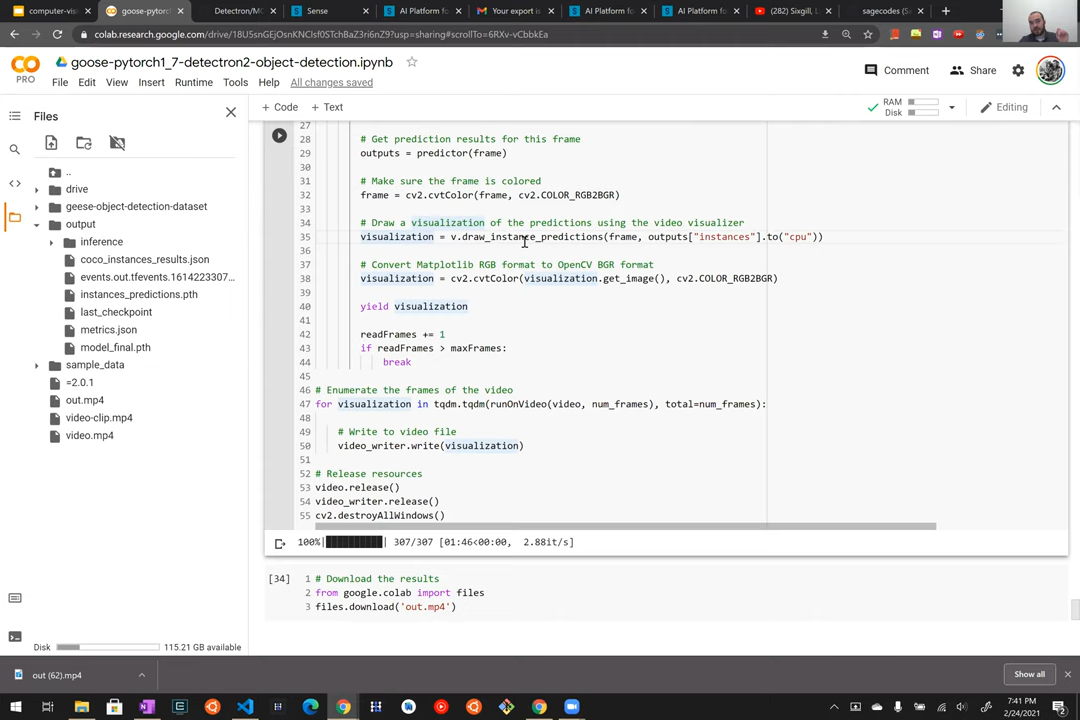 computer-vis
goose-pytorch1_7
Detectron/MO
Sense
AI Platform fo
Your export is
AI Platform fo
AI Platform fo
(282) Sixgill, L
sagecodes (Sa
colab.research.google.com/drive/18U5snGEjOsnKNCIsf0STchBaZ3ri6nZ9?usp=sharing#scrollTo=6RXv-vCbbkEa
CO
PRO
goose-pytorch1_7-detectron2-object-detection.ipynb
File Edit View Insert Runtime Tools Help All changes saved
Comment Share
Files
+ Code + Text
RAM
Disk
Editing
..
drive
geese-object-detection-dataset
output
inference
coco_instances_results.json
events.out.tfevents.1614223307...
instances_predictions.pth
last_checkpoint
metrics.json
model_final.pth
sample_data
=2.0.1
out.mp4
video-clip.mp4
video.mp4
Disk 115.21 GB available
27
28 # Get prediction results for this frame
29 outputs = predictor(frame)
30
31 # Make sure the frame is colored
32 frame = cv2.cvtColor(frame, cv2.COLOR_RGB2BGR)
33
34 # Draw a visualization of the predictions using the video visualizer
35 visualization = v.draw_instance_predictions(frame, outputs["instances"].to("cpu"))
36
37 # Convert Matplotlib RGB format to OpenCV BGR format
38 visualization = cv2.cvtColor(visualization.get_image(), cv2.COLOR_RGB2BGR)
39
40 yield visualization
41
42 readFrames += 1
43 if readFrames > maxFrames:
44 break
45
46 # Enumerate the frames of the video
47 for visualization in tqdm.tqdm(runOnVideo(video, num_frames), total=num_frames):
48
49 # Write to video file
50 video_writer.write(visualization)
51
52 # Release resources
53 video.release()
54 video_writer.release()
55 cv2.destroyAllWindows()
100%| | 307/307 [01:46<00:00, 2.88it/s]
[34] 1 # Download the results
2 from google.colab import files
3 files.download('out.mp4')
out (62).mp4
Show all
7:41 PM
2/24/2021